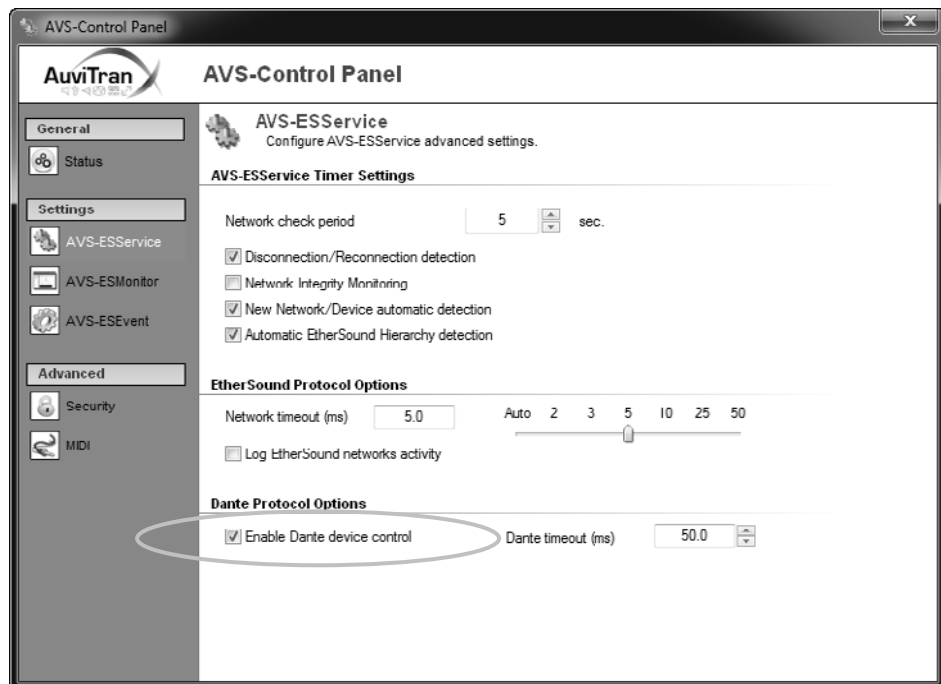 AVS-Control Panel
x
AuviTran
AVS-Control Panel
General
Status
Settings
AVS-ESService
AVS-ESMonitor
AVS-ESEvent
Advanced
Security
MIDI
AVS-ESService
Configure AVS-ESService advanced settings.
AVS-ESService Timer Settings
Network check period 5 sec.
Disconnection/Reconnection detection
Network Integrity Monitoring
New Network/Device automatic detection
Automatic EtherSound Hierarchy detection
EtherSound Protocol Options
Network timeout (ms) 5.0 Auto 2 3 5 10 25 50
Log EtherSound networks activity
Dante Protocol Options
Enable Dante device control Dante timeout (ms) 50.0